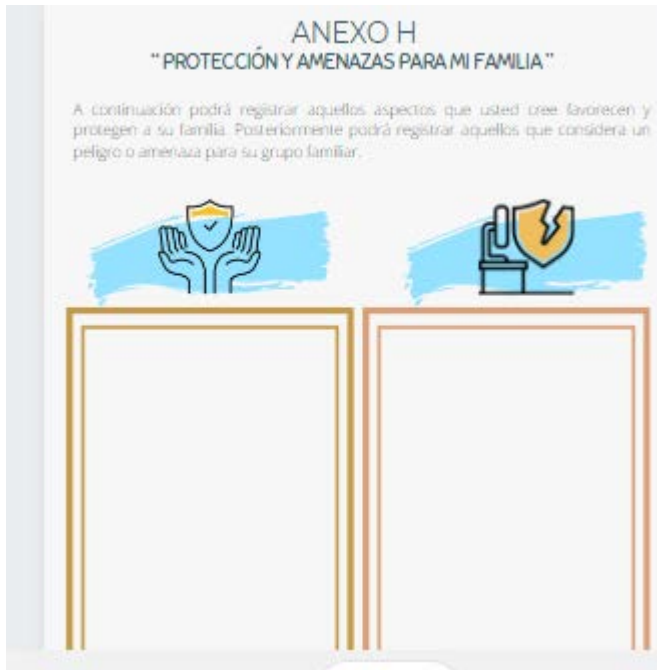 ANEXO H
“ PROTECCIÓN Y AMENAZAS PARA MI FAMILIA ”
A continuación podrá registrar aquellos aspectos que usted cree favorecen y
protegen a su familia. Posteriormente podrá registrar aquellos que considera un
peligro o amenaza para su grupo familiar.